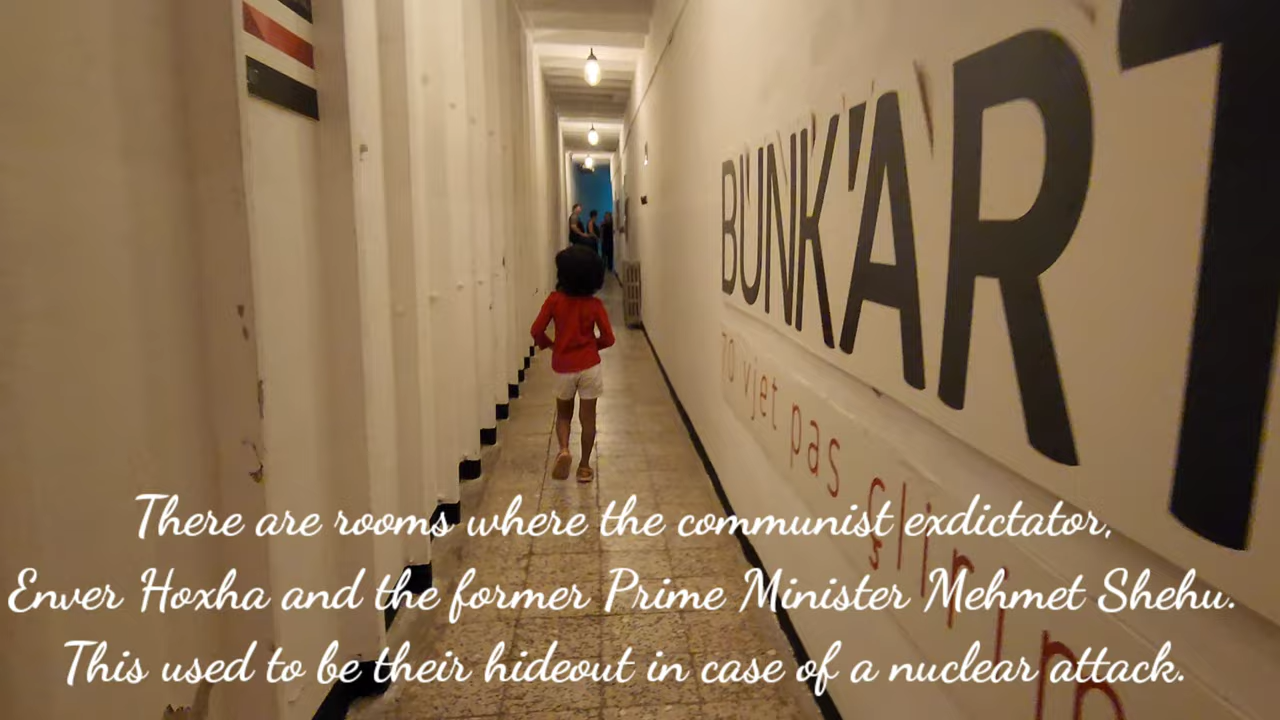 BUNK'ART
70 vjet pas çlirimi
There are rooms where the communist exdictator,
Enver Hoxha and the former Prime Minister Mehmet Shehu.
This used to be their hideout in case of a nuclear attack.